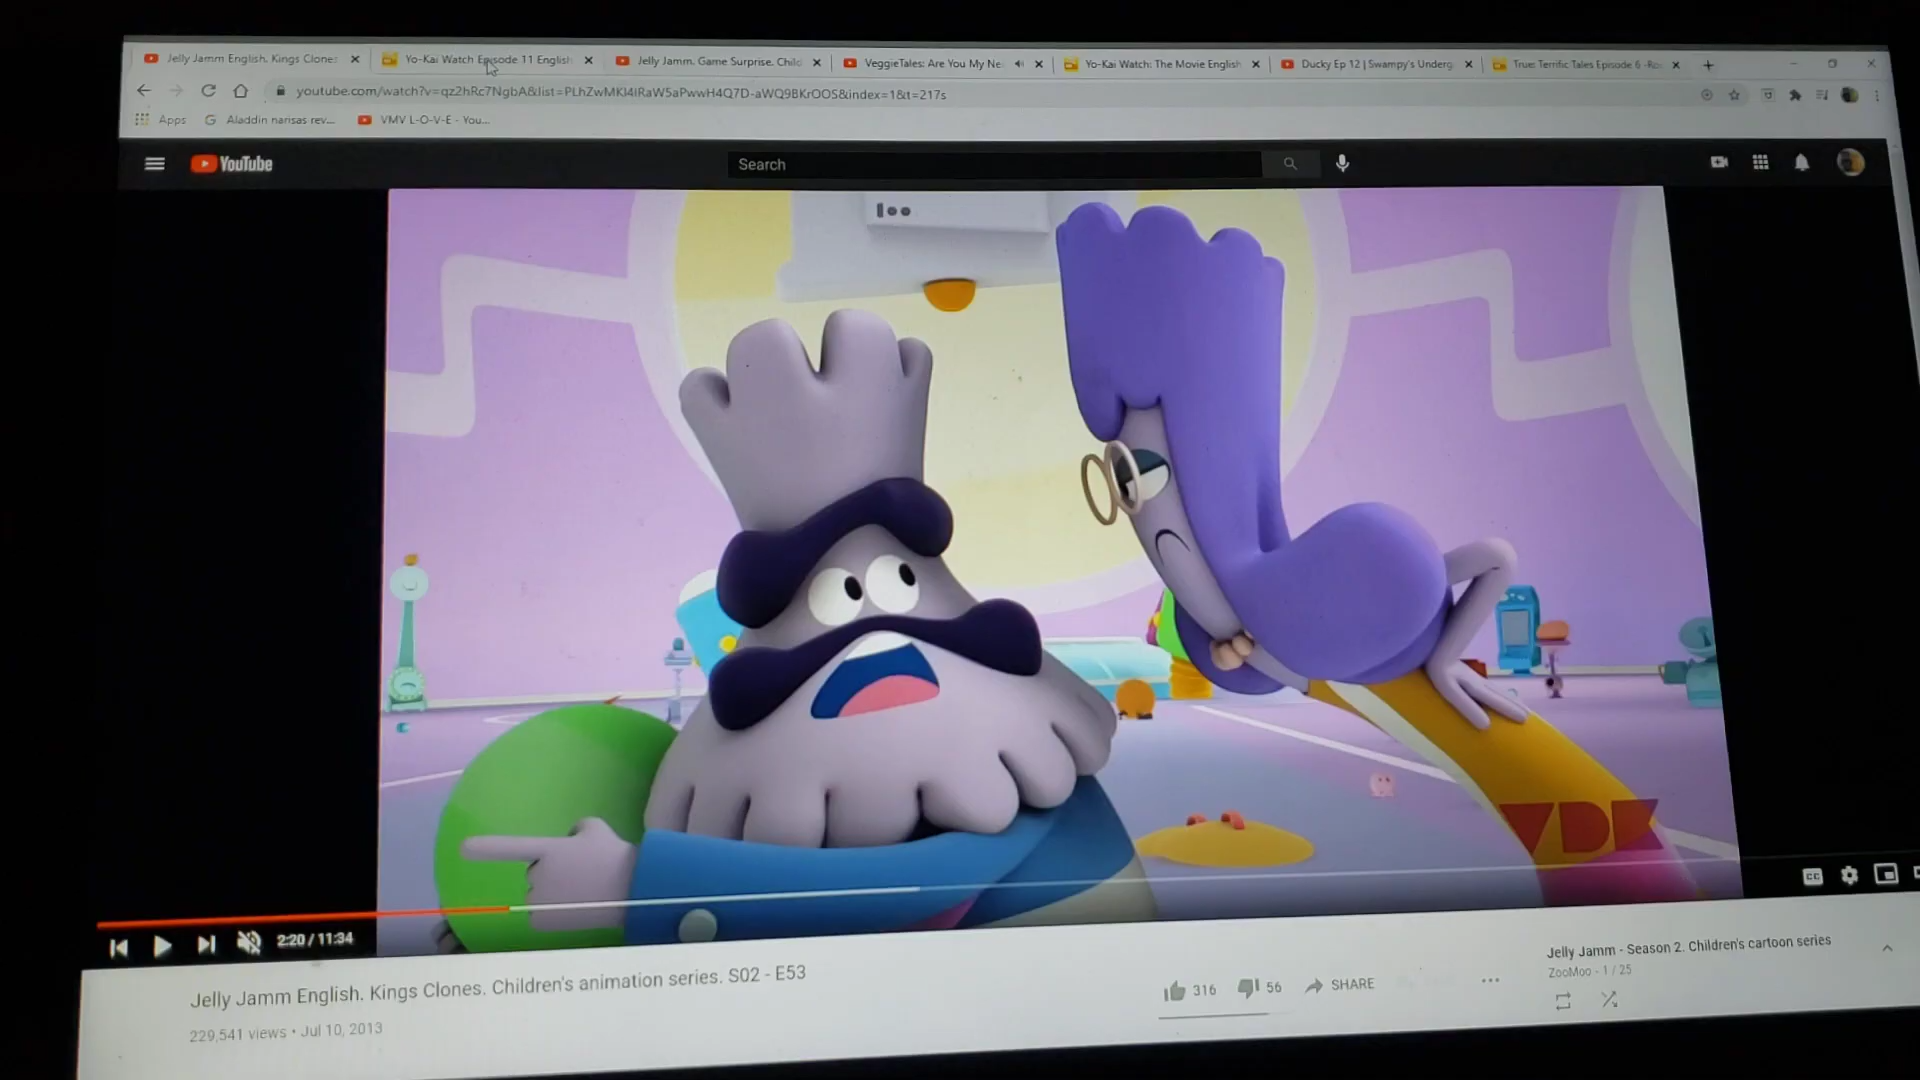 Jelly Jamm English. Kings Clones
Yo-Kai Watch Episode 11 English
Jelly Jamm. Game Surprise. Child
VeggieTales: Are You My Ne
Yo-Kai Watch: The Movie English
Ducky Ep 12 | Swampy's Underg
True: Terrific Tales Episode 6 -Ro
youtube.com/watch?v=qz2hRc7NgbA&list=PLhZwMKl4lRaW5aPwwH4Q7D-aWQ9BKrOOS&index=1&t=217s
Apps
Aladdin narisas rev...
VMV L-O-V-E - You...
YouTube
Search
VDK
CC
2:20 / 11:34
Jelly Jamm English. Kings Clones. Children's animation series. S02 - E53
229,541 views • Jul 10, 2013
316
56
SHARE
Jelly Jamm - Season 2. Children's cartoon series
ZooMoo - 1 / 25